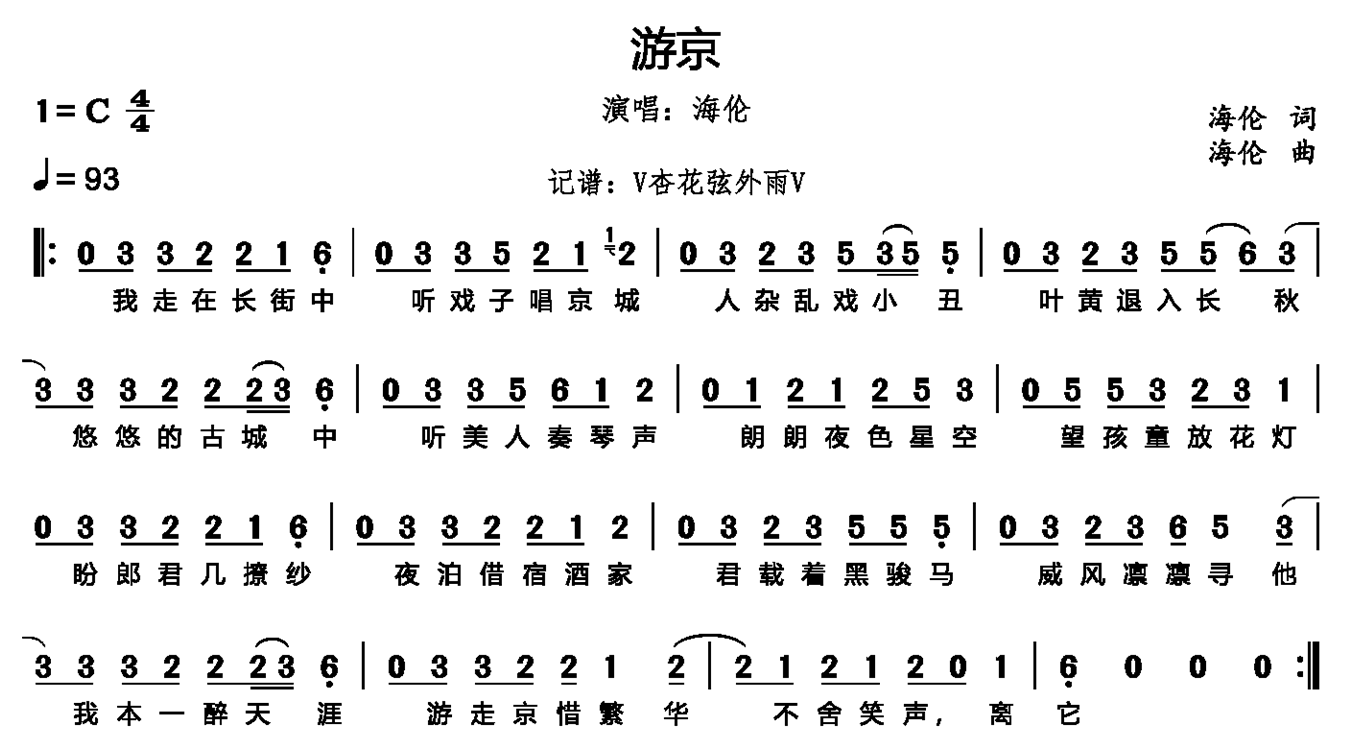 游京
1=C 4/4
演唱：海伦
海伦 词
海伦 曲
♩=93
记谱：V杏花弦外雨V
0 3 3 2 2 1 6 | 0 3 3 5 2 1 1 2 | 0 3 2 3 5 3 5 5 | 0 3 2 3 5 5 6 3 |
我走在长街中 听戏子唱京城 人杂乱戏小丑 叶黄退入长秋
3 3 3 2 2 2 3 6 | 0 3 3 5 6 1 2 | 0 1 2 1 2 5 3 | 0 5 5 3 2 3 1 |
悠悠的古城中 听美人奏琴声 朗朗夜色星空 望孩童放花灯
0 3 3 2 2 1 6 | 0 3 3 2 2 1 2 | 0 3 2 3 5 5 5 | 0 3 2 3 6 5 3 |
盼郎君几撩纱 夜泊借宿酒家 君载着黑骏马 威风凛凛寻他
3 3 3 2 2 2 3 6 | 0 3 3 2 2 1 2 | 2 1 2 1 2 0 1 | 6 0 0 0 :|
我本一醉天涯 游走京惜繁华 不舍笑声，离它